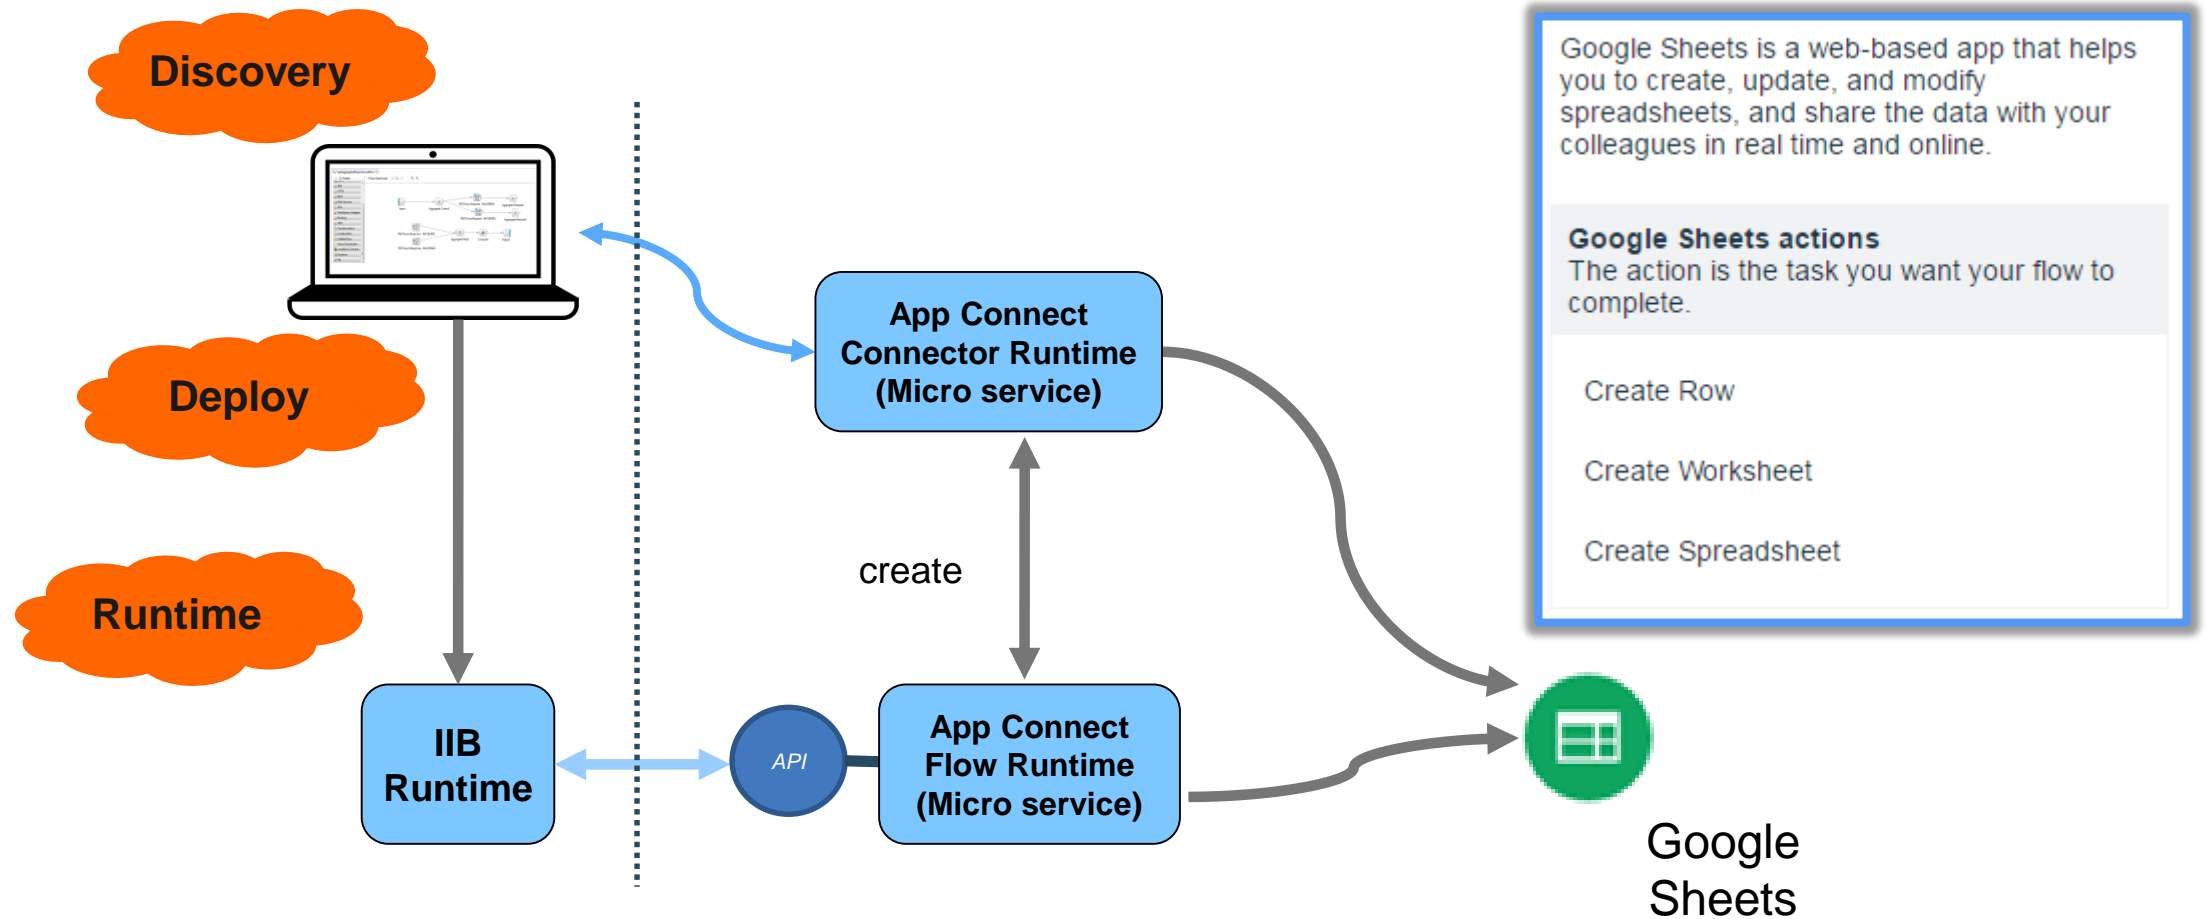 Discovery
Deploy
Runtime
IIB
Runtime
API
App Connect
Connector Runtime
(Micro service)
create
App Connect
Flow Runtime
(Micro service)
Google Sheets is a web-based app that helps
you to create, update, and modify
spreadsheets, and share the data with your
colleagues in real time and online.
Google Sheets actions
The action is the task you want your flow to
complete.
Create Row
Create Worksheet
Create Spreadsheet
Google
Sheets